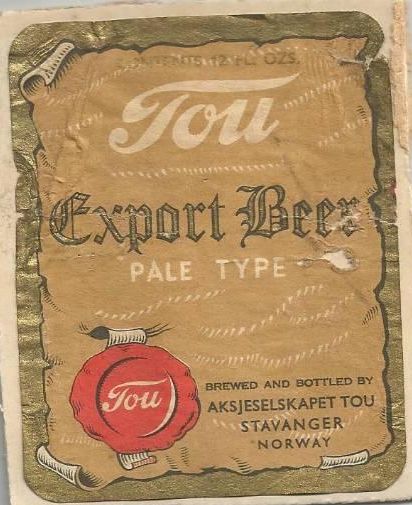 CONTENTS 12 FL. OZS.
Tou
Export Beer
PALE TYPE
Tou
BREWED AND BOTTLED BY
AKSJESELSKAPET TOU
STAVANGER
NORWAY